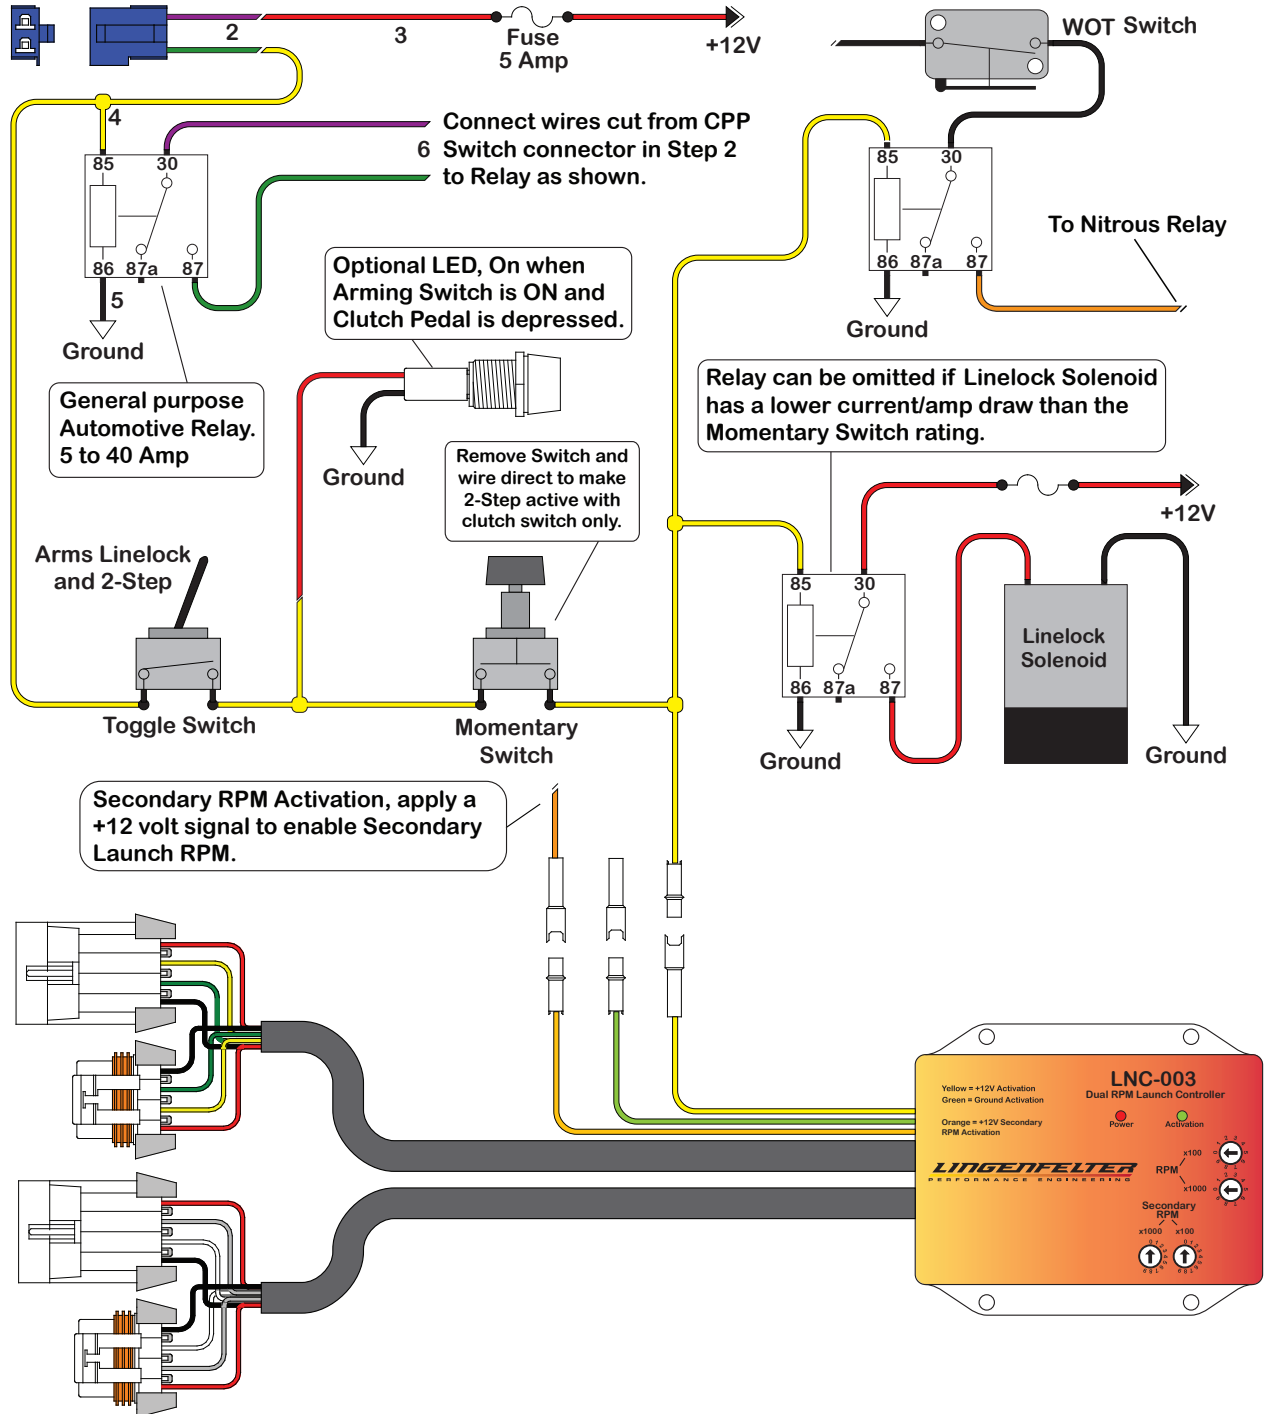 2
3
Fuse
5 Amp
+12V
WOT Switch
4
85
30
86
87a
87
5
Ground
Connect wires cut from CPP
6 Switch connector in Step 2
to Relay as shown.
85
30
86
87a
87
Ground
To Nitrous Relay
Optional LED, On when
Arming Switch is ON and
Clutch Pedal is depressed.
Ground
General purpose
Automotive Relay.
5 to 40 Amp
Relay can be omitted if Linelock Solenoid
has a lower current/amp draw than the
Momentary Switch rating.
Remove Switch and
wire direct to make
2-Step active with
clutch switch only.
+12V
Arms Linelock
and 2-Step
Toggle Switch
Momentary
Switch
85
30
86
87a
87
Ground
Linelock
Solenoid
Ground
Secondary RPM Activation, apply a
+12 volt signal to enable Secondary
Launch RPM.
Yellow = +12V Activation
Green = Ground Activation
Orange = +12V Secondary
RPM Activation
LNC-003
Dual RPM Launch Controller
Power
Activation
LINGENFELTER
PERFORMANCE ENGINEERING
x100
RPM
x1000
Secondary
RPM
x1000
x100